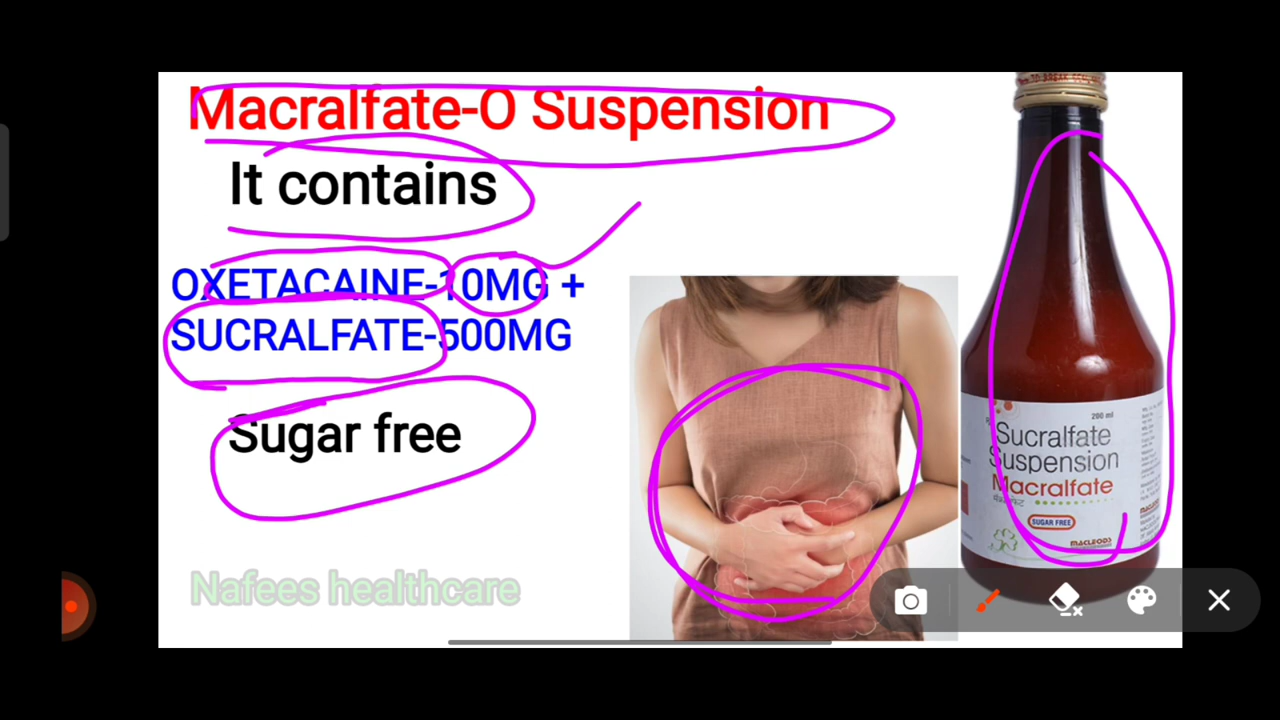 Macralfate-O Suspension
It contains
OXETACAINE-10MG +
SUCRALFATE-500MG
Sugar free
Nafees healthcare
200 ml
Sucralfate
Suspension
Macralfate
SUGAR FREE
MACLEODS